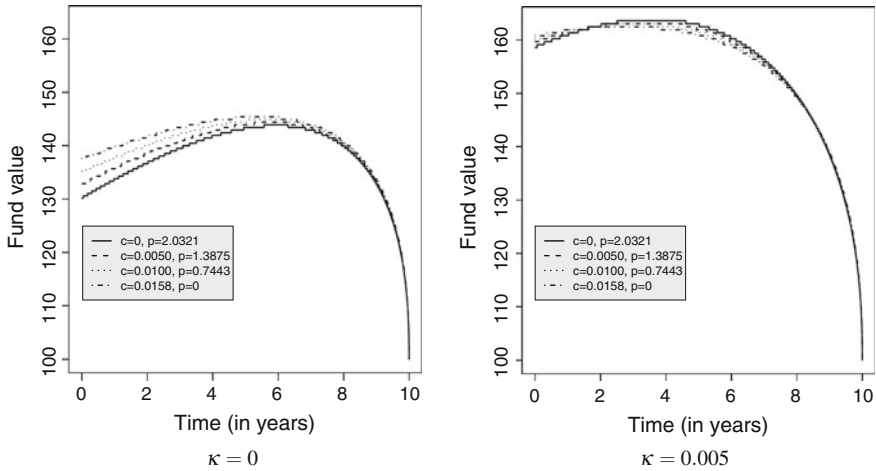 Fund value
160
150
140
130
120
110
100
c=0, p=2.0321
c=0.0050, p=1.3875
c=0.0100, p=0.7443
c=0.0158, p=0
0 2 4 6 8 10
Time (in years)
κ = 0
Fund value
160
150
140
130
120
110
100
c=0, p=2.0321
c=0.0050, p=1.3875
c=0.0100, p=0.7443
c=0.0158, p=0
0 2 4 6 8 10
Time (in years)
κ = 0.005